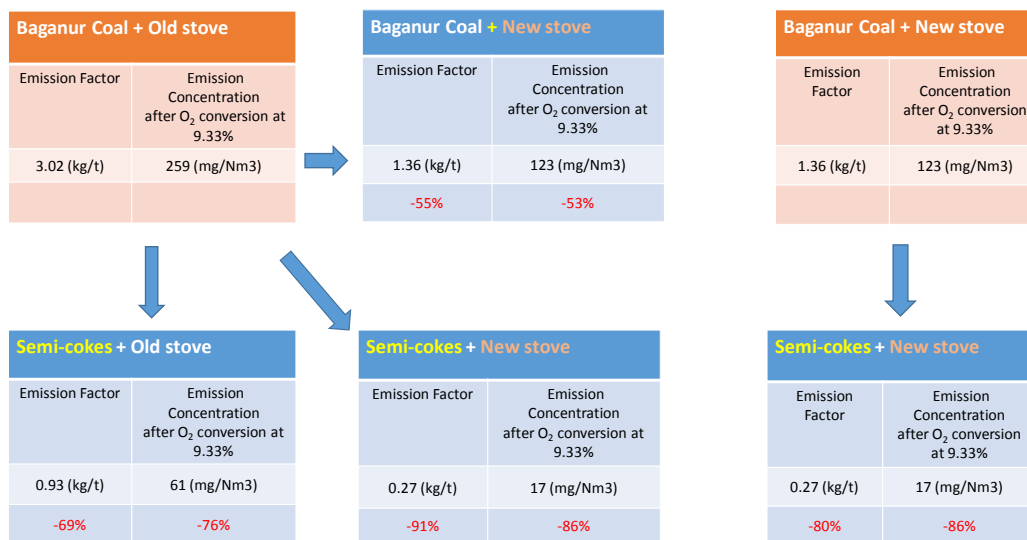 Baganur Coal + Old stove
Emission Factor
Emission
Concentration
after O₂ conversion at
9.33%
3.02 (kg/t)
259 (mg/Nm3)
Baganur Coal + New stove
Emission Factor
Emission
Concentration
after O₂ conversion at
9.33%
1.36 (kg/t)
123 (mg/Nm3)
-55%
-53%
Baganur Coal + New stove
Emission
Factor
Emission
Concentration
after O₂ conversion
at 9.33%
1.36 (kg/t)
123 (mg/Nm3)
Semi-cokes + Old stove
Emission Factor
Emission
Concentration
after O₂ conversion at
9.33%
0.93 (kg/t)
61 (mg/Nm3)
-69%
-76%
Semi-cokes + New stove
Emission Factor
Emission
Concentration
after O₂ conversion at
9.33%
0.27 (kg/t)
17 (mg/Nm3)
-91%
-86%
Semi-cokes + New stove
Emission
Factor
Emission
Concentration
after O₂ conversion
at 9.33%
0.27 (kg/t)
17 (mg/Nm3)
-80%
-86%